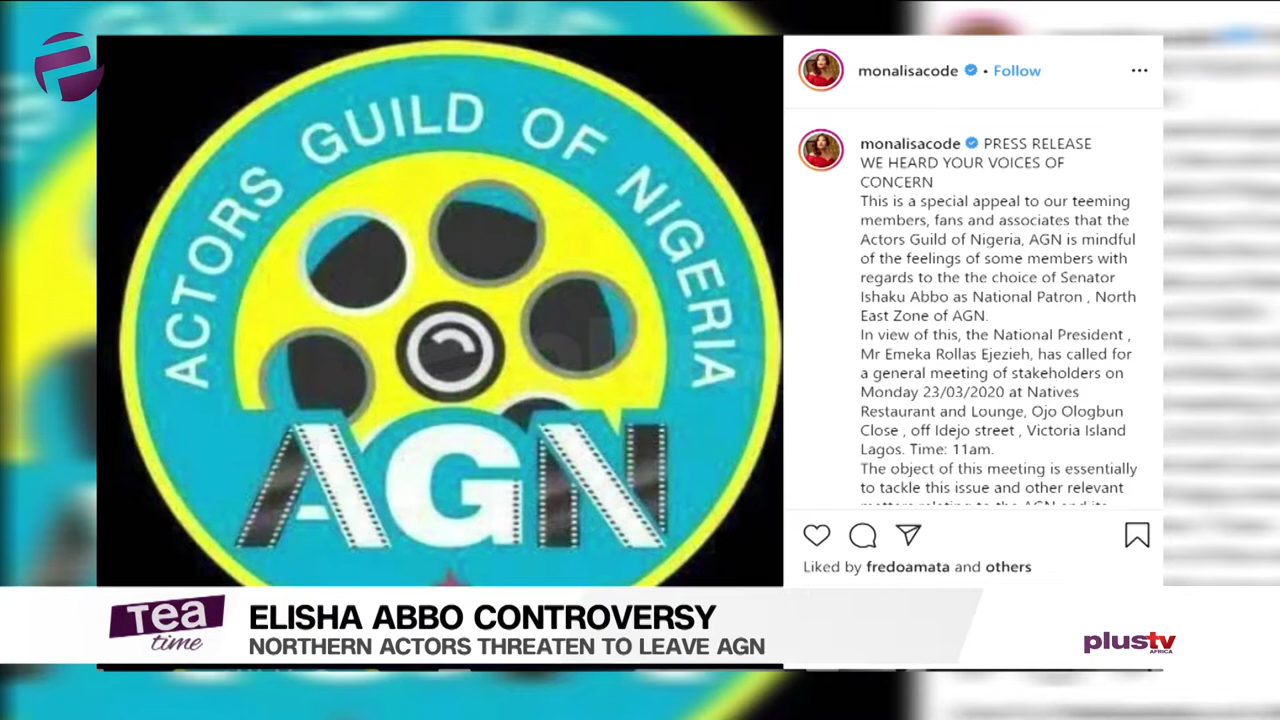 ACTORS GUILD OF NIGERIA
AGN
monalisacode • Follow
monalisacode PRESS RELEASE
WE HEARD YOUR VOICES OF
CONCERN
This is a special appeal to our teeming
members, fans and associates that the
Actors Guild of Nigeria, AGN is mindful
of the feelings of some members with
regards to the the choice of Senator
Ishaku Abbo as National Patron , North
East Zone of AGN.
In view of this, the National President ,
Mr Emeka Rollas Ejezieh, has called for
a general meeting of stakeholders on
Monday 23/03/2020 at Natives
Restaurant and Lounge, Ojo Ologbun
Close , off Idejo street , Victoria Island
Lagos. Time: 11am.
The object of this meeting is essentially
to tackle this issue and other relevant
Liked by fredoamata and others
Tea
time
ELISHA ABBO CONTROVERSY
NORTHERN ACTORS THREATEN TO LEAVE AGN
plustv
AFRICA